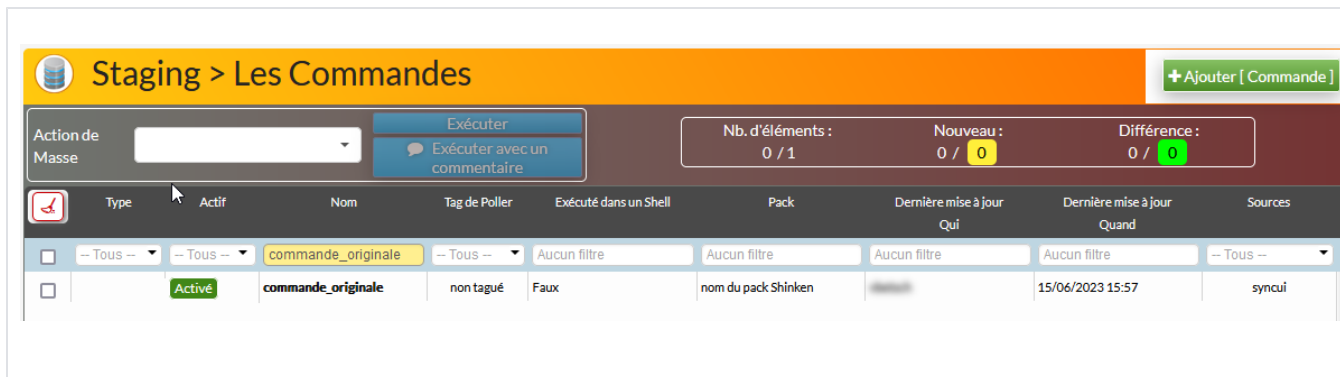 Staging > Les Commandes
+ Ajouter [ Commande ]
Action de
Masse
Exécuter
Exécuter avec un
commentaire
Nb. d'éléments :
0 / 1
Nouveau :
0 / 0
Différence :
0 / 0
Type Actif Nom Tag de Poller Exécuté dans un Shell Pack Dernière mise à jour Dernière mise à jour Sources
Qui Quand
-- Tous -- -- Tous -- commande_originale -- Tous -- Aucun filtre Aucun filtre Aucun filtre Aucun filtre -- Tous --
Activé commande_originale non tagué Faux nom du pack Shinken 15/06/2023 15:57 syncui